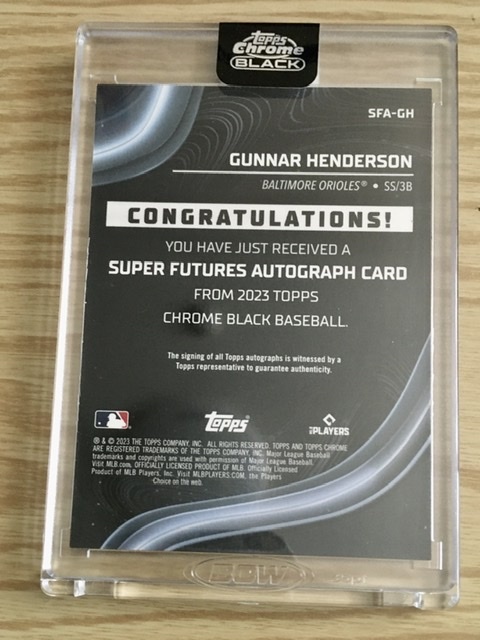 Topps
Chrome
BLACK
SFA-GH
GUNNAR HENDERSON
BALTIMORE ORIOLES® • SS/3B
CONGRATULATIONS!
YOU HAVE JUST RECEIVED A
SUPER FUTURES AUTOGRAPH CARD
FROM 2023 TOPPS
CHROME BLACK BASEBALL.
The signing of all Topps autographs is witnessed by a
Topps representative to guarantee authenticity.
Topps
PLAYERS
® & © 2023 THE TOPPS COMPANY, INC. ALL RIGHTS RESERVED. TOPPS AND TOPPS CHROME
ARE REGISTERED TRADEMARKS OF THE TOPPS COMPANY, INC. Major League Baseball
trademarks and copyrights are used with permission of Major League Baseball.
Visit MLB.com. OFFICIALLY LICENSED PRODUCT OF MLB Officially Licensed
Product of MLB Players, Inc. Visit MLBPLAYERS.COM, the Players
Choice on the web.
BCW